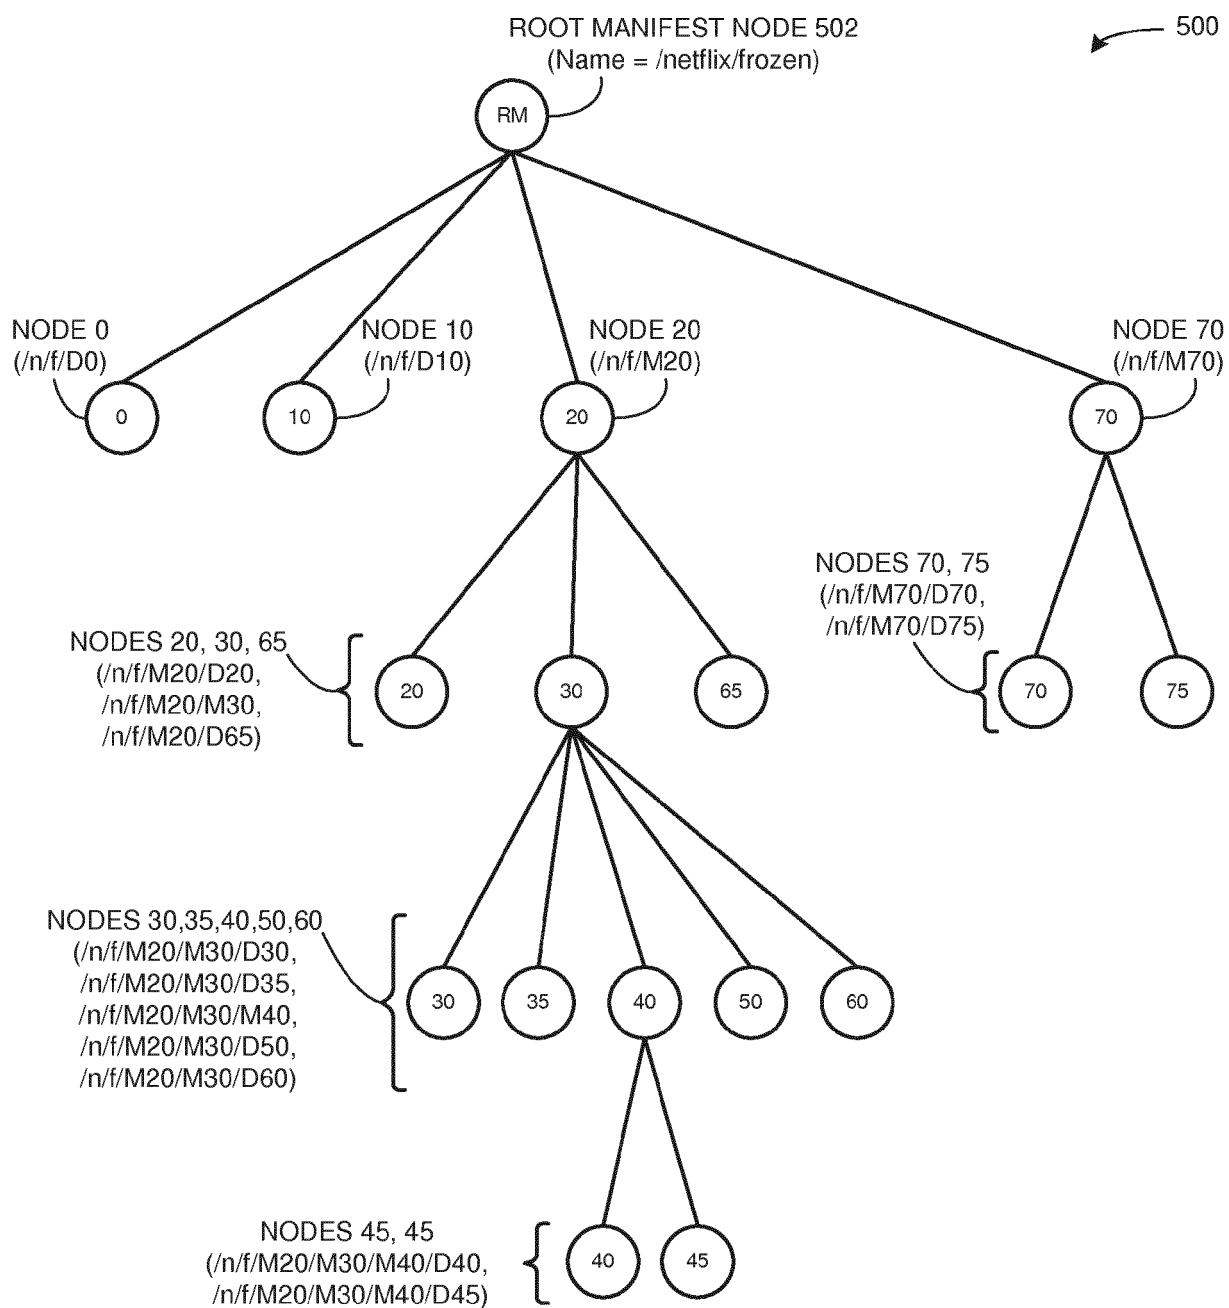 ROOT MANIFEST NODE 502
(Name = /netflix/frozen)
500
RM
NODE 0
(/n/f/D0)
NODE 10
(/n/f/D10)
NODE 20
(/n/f/M20)
NODE 70
(/n/f/M70)
0
10
20
70
NODES 70, 75
(/n/f/M70/D70,
/n/f/M70/D75)
NODES 20, 30, 65
(/n/f/M20/D20,
/n/f/M20/M30,
/n/f/M20/D65)
20
30
65
70
75
NODES 30,35,40,50,60
(/n/f/M20/M30/D30,
/n/f/M20/M30/D35,
/n/f/M20/M30/M40,
/n/f/M20/M30/D50,
/n/f/M20/M30/D60)
30
35
40
50
60
NODES 45, 45
(/n/f/M20/M30/M40/D40,
/n/f/M20/M30/M40/D45)
40
45